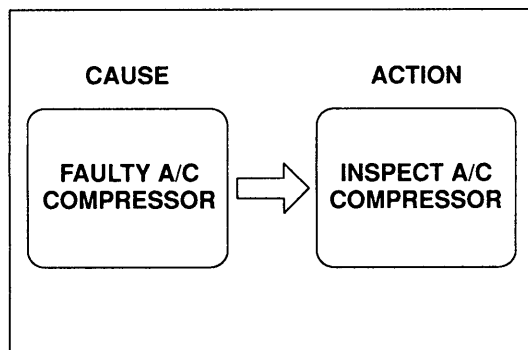 CAUSE
ACTION
FAULTY A/C
COMPRESSOR
INSPECT A/C
COMPRESSOR